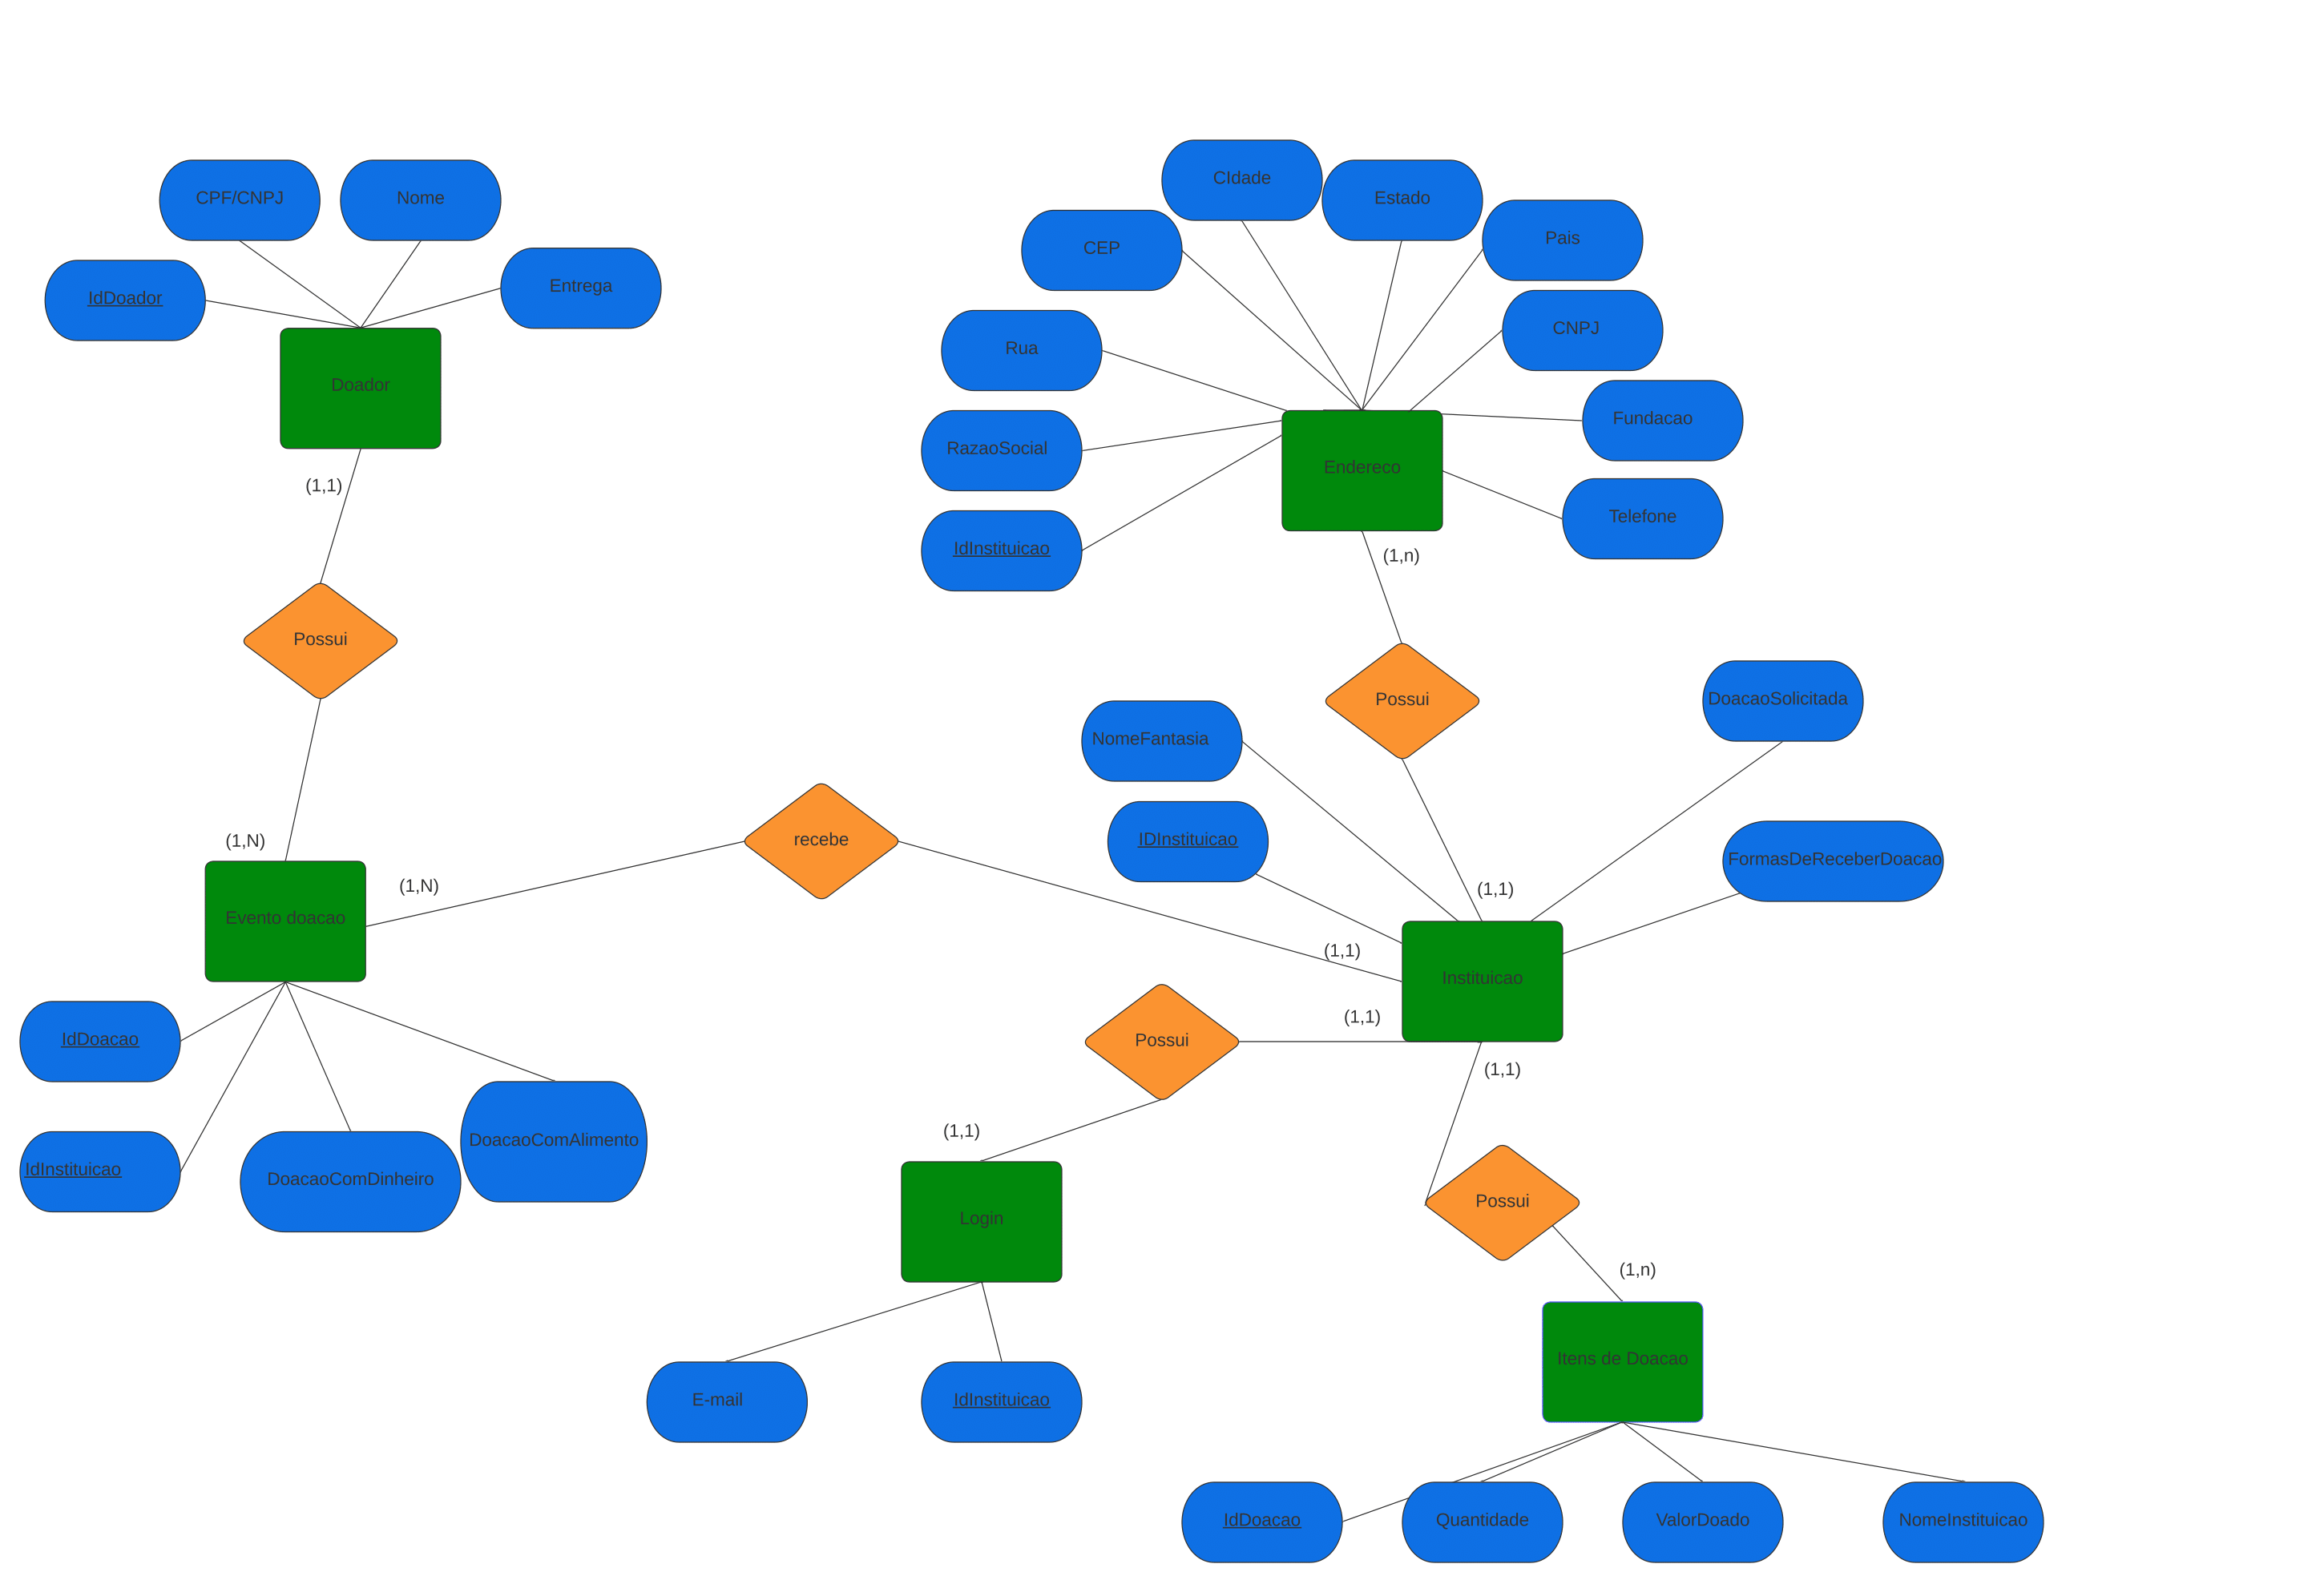 CIdade
CPF/CNPJ
Nome
Estado
Pais
CEP
Entrega
IdDoador
CNPJ
Rua
Doador
Fundacao
RazaoSocial
Endereco
(1,1)
Telefone
IdInstituicao
(1,n)
Possui
Possui
DoacaoSolicitada
NomeFantasia
(1,N)
recebe
IDInstituicao
FormasDeReceberDoacao
(1,N)
(1,1)
Evento doacao
(1,1)
Instituicao
(1,1)
IdDoacao
Possui
(1,1)
(1,1)
DoacaoComAlimento
IdInstituicao
DoacaoComDinheiro
Possui
Login
(1,n)
Itens de Doacao
E-mail
IdInstituicao
IdDoacao
Quantidade
ValorDoado
NomeInstituicao